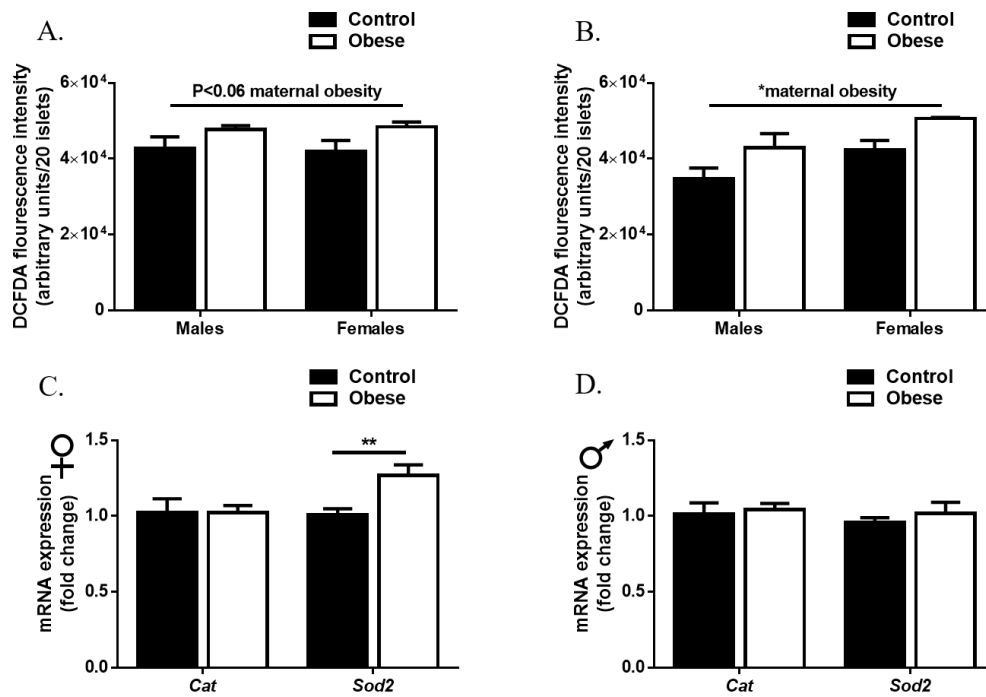 A.
Control
Obese
DCFDA flourescence intensity
(arbitrary units/20 islets)
6×10⁴
4×10⁴
2×10⁴
0
P<0.06 maternal obesity
Males
Females
B.
Control
Obese
DCFDA flourescence intensity
(arbitrary units/20 islets)
6×10⁴
4×10⁴
2×10⁴
0
*maternal obesity
Males
Females
C.
Control
Obese
♀
mRNA expression
(fold change)
1.5
1.0
0.5
0.0
**
Cat
Sod2
D.
Control
Obese
♂
mRNA expression
(fold change)
1.5
1.0
0.5
0.0
Cat
Sod2